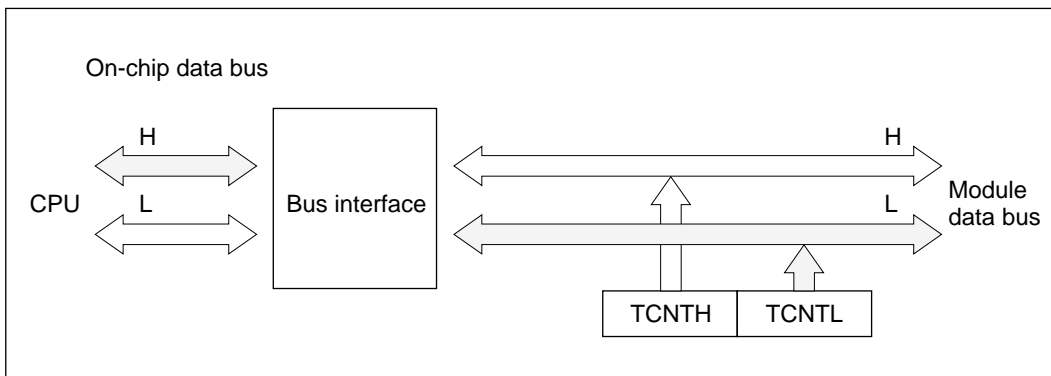 On-chip data bus
H
H
CPU
L
Bus interface
L
Module
data bus
TCNTH
TCNTL